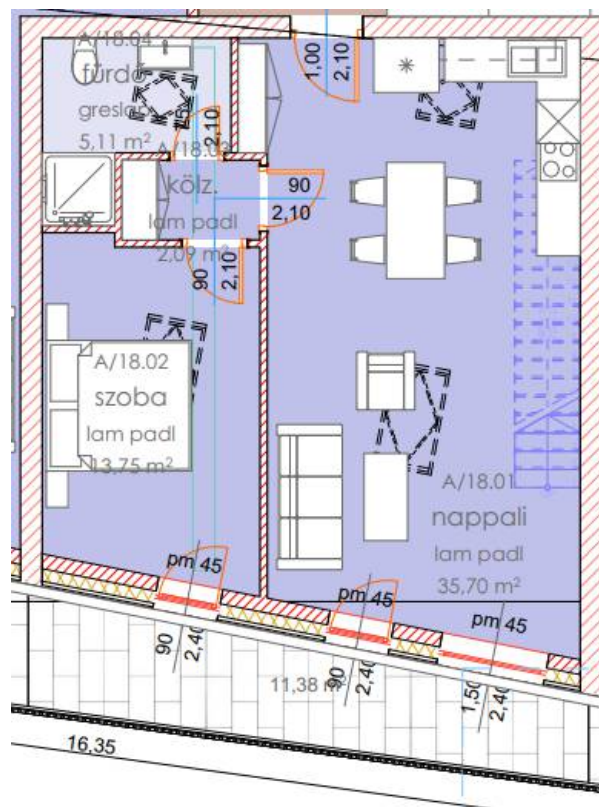 A/18.04
fürdő
greslap
5,11 m²
2,10
1,00
2,10
A/18.03
közl.
lam padl
2,09 m²
90
2,10
90
2,10
A/18.02
szoba
lam padl
13,75 m²
A/18.01
nappali
lam padl
35,70 m²
pm 45
pm 45
pm 45
90
2,40
90
2,40
1,50
2,40
11,38 m²
16,35